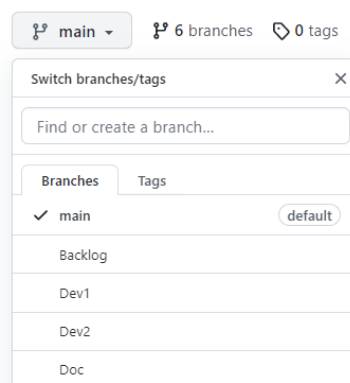 main 6 branches 0 tags
Switch branches/tags
Find or create a branch...
Branches Tags
main default
Backlog
Dev1
Dev2
Doc